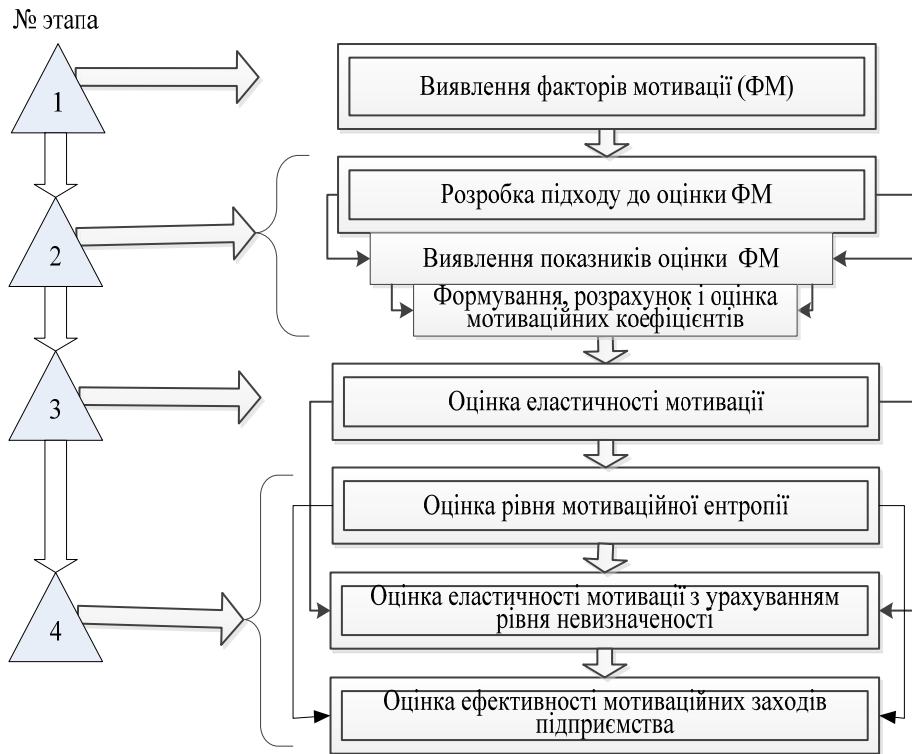 № этапа
1
Виявлення факторів мотивації (ФМ)
2
Розробка підходу до оцінки ФМ
Виявлення показників оцінки ФМ
Формування, розрахунок і оцінка
мотиваційних коефіцієнтів
3
Оцінка еластичності мотивації
4
Оцінка рівня мотиваційної ентропії
Оцінка еластичності мотивації з урахуванням
рівня невизначеності
Оцінка ефективності мотиваційних заходів
підприємства